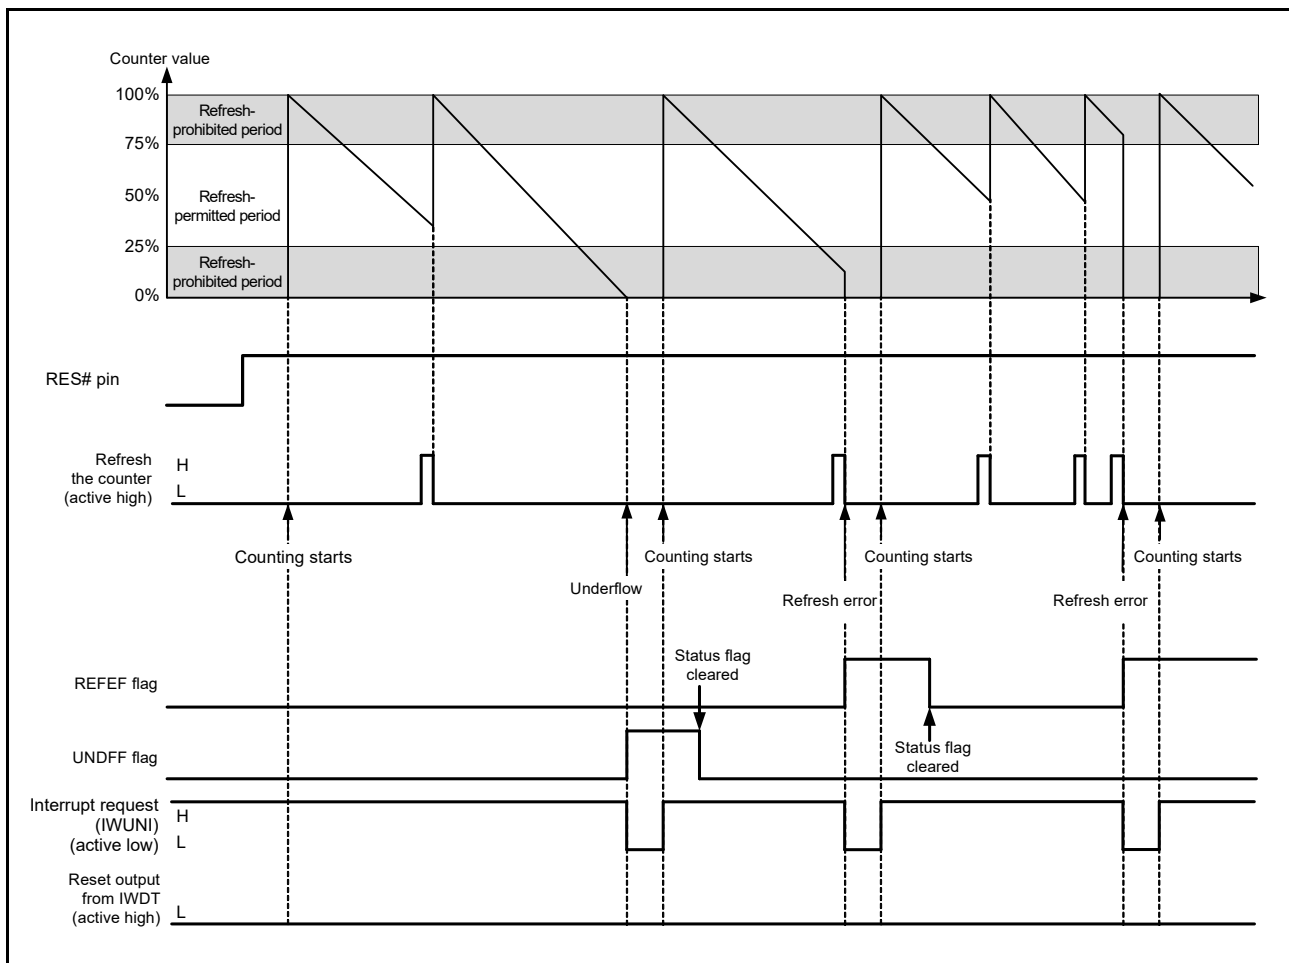 Counter value
100%
Refresh-
prohibited period
75%
50%
Refresh-
permitted period
25%
Refresh-
prohibited period
0%
RES# pin
Refresh
the counter
(active high)
H
L
Counting starts
Counting starts
Counting starts
Counting starts
Underflow
Refresh error
Refresh error
Status flag
cleared
REFEF flag
UNDFF flag
Status flag
cleared
Interrupt request
(IWUNI)
(active low)
H
L
Reset output
from IWDT
(active high)
L